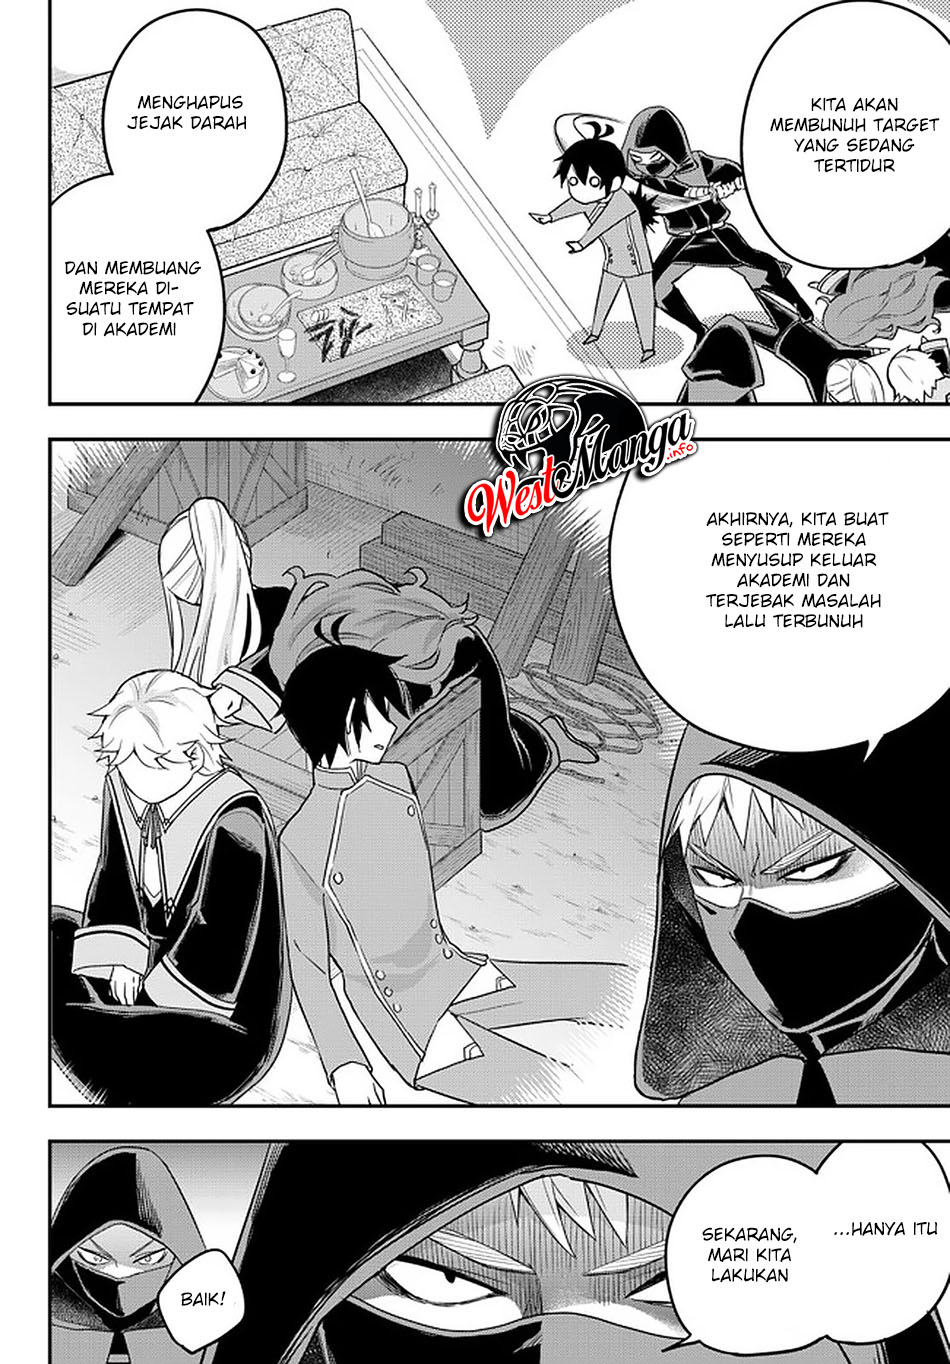 KITA AKAN
MEMBUNUH TARGET
YANG SEDANG
TERTIDUR
MENGHAPUS
JEJAK DARAH
DAN MEMBUANG
MEREKA DI-
SUATU TEMPAT
DI AKADEMI
WestManga
.info
AKHIRNYA, KITA BUAT
SEPERTI MEREKA
MENYUSUP KELUAR
AKADEMI DAN
TERJEBAK MASALAH
LALU TERBUNUH
...HANYA ITU
SEKARANG,
MARI KITA
LAKUKAN
BAIK!